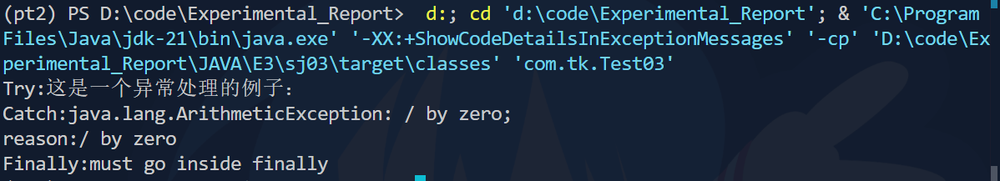 (pt2) PS D:\code\Experimental_Report>  d:; cd 'd:\code\Experimental_Report'; & 'C:\Program
Files\Java\jdk-21\bin\java.exe' '-XX:+ShowCodeDetailsInExceptionMessages' '-cp' 'D:\code\Ex
perimental_Report\JAVA\E3\sj03\target\classes' 'com.tk.Test03'
Try:这是一个异常处理的例子：
Catch:java.lang.ArithmeticException: / by zero;
reason:/ by zero
Finally:must go inside finally